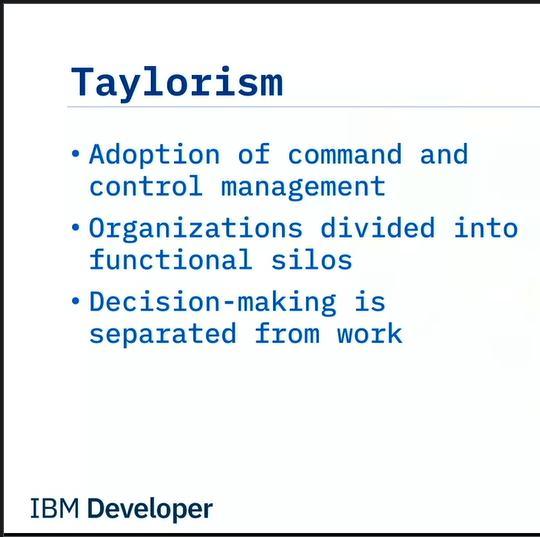 Taylorism
• Adoption of command and
control management
• Organizations divided into
functional silos
• Decision-making is
separated from work
IBM Developer